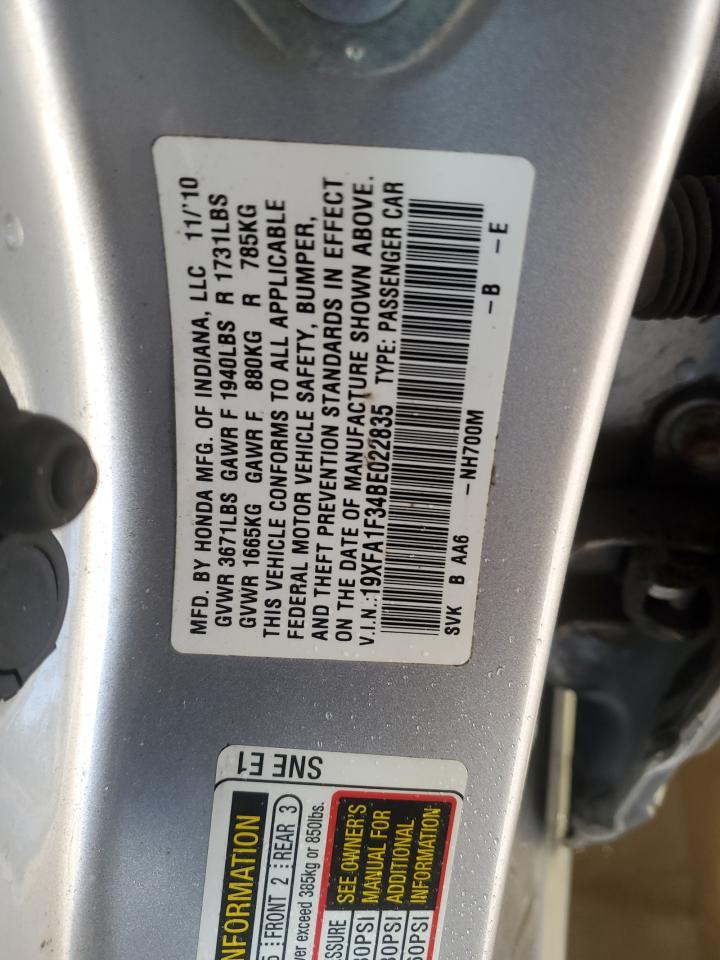 MFD. BY HONDA MFG. OF INDIANA, LLC 11/'10
GVWR 3671LBS GAWR F 1940LBS R 1731LBS
GVWR 1665KG GAWR F 880KG R 785KG
THIS VEHICLE CONFORMS TO ALL APPLICABLE
FEDERAL MOTOR VEHICLE SAFETY, BUMPER,
AND THEFT PREVENTION STANDARDS IN EFFECT
ON THE DATE OF MANUFACTURE SHOWN ABOVE.
V.I.N.:19XFA1F34BE022835 TYPE: PASSENGER CAR
SVK B AA6 -NH700M -B -E
SNE E1
FRONT 2 REAR 3
exceed 385kg or 850lbs.
SEE OWNER'S
MANUAL FOR
ADDITIONAL
INFORMATION